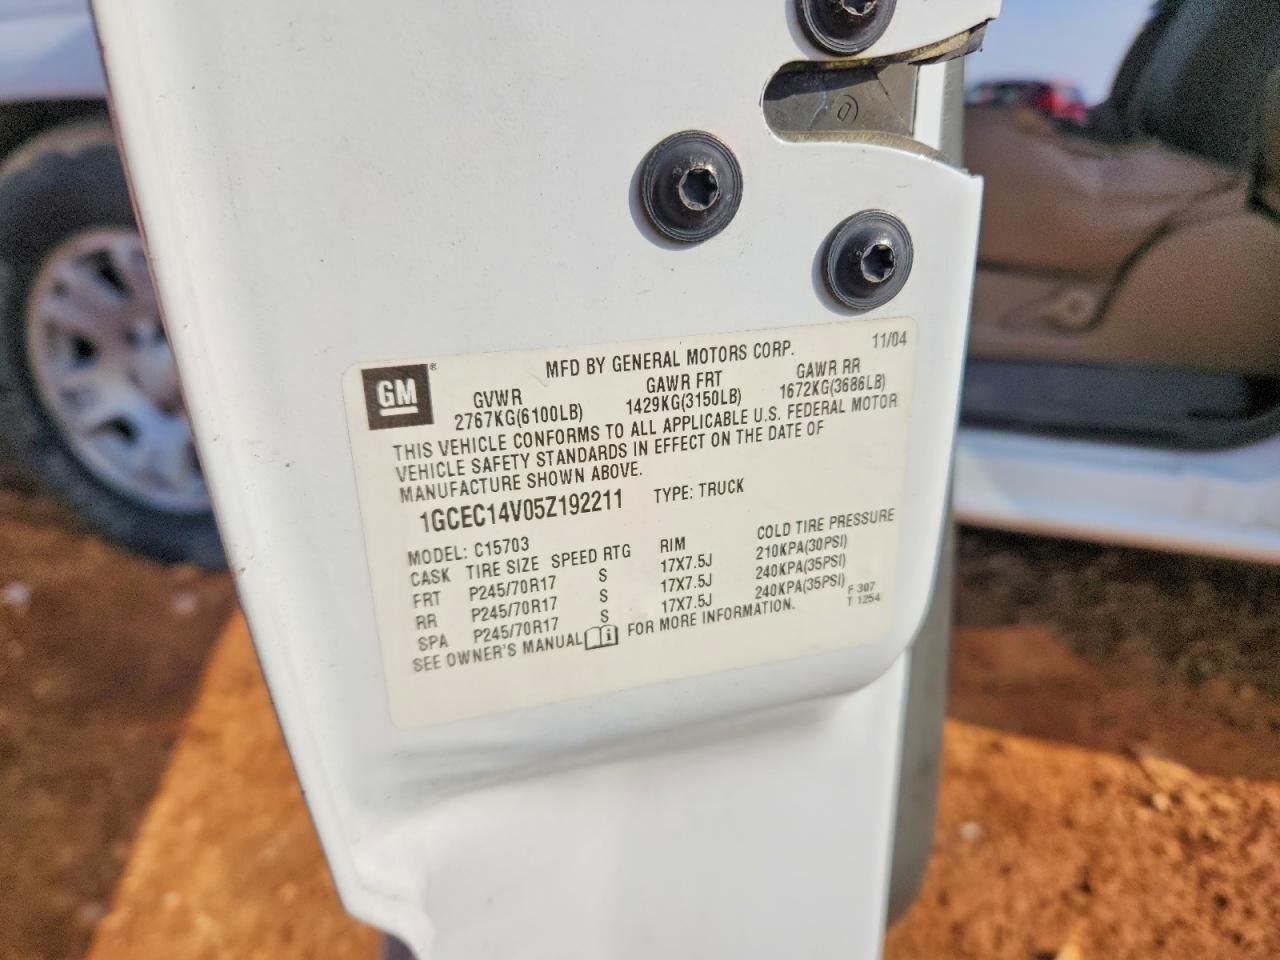 MFD BY GENERAL MOTORS CORP. 11/04
GM®
GVWR GAWR FRT GAWR RR
2767KG(6100LB) 1429KG(3150LB) 1672KG(3686LB)
THIS VEHICLE CONFORMS TO ALL APPLICABLE U.S. FEDERAL MOTOR
VEHICLE SAFETY STANDARDS IN EFFECT ON THE DATE OF
MANUFACTURE SHOWN ABOVE.
1GCEC14V05Z192211 TYPE: TRUCK
MODEL: C15703
CASK TIRE SIZE SPEED RTG RIM COLD TIRE PRESSURE
FRT P245/70R17 S 17X7.5J 210KPA(30PSI)
RR P245/70R17 S 17X7.5J 240KPA(35PSI)
SPA P245/70R17 S 17X7.5J 240KPA(35PSI)
SEE OWNER'S MANUAL i FOR MORE INFORMATION.
F 307
T 1254